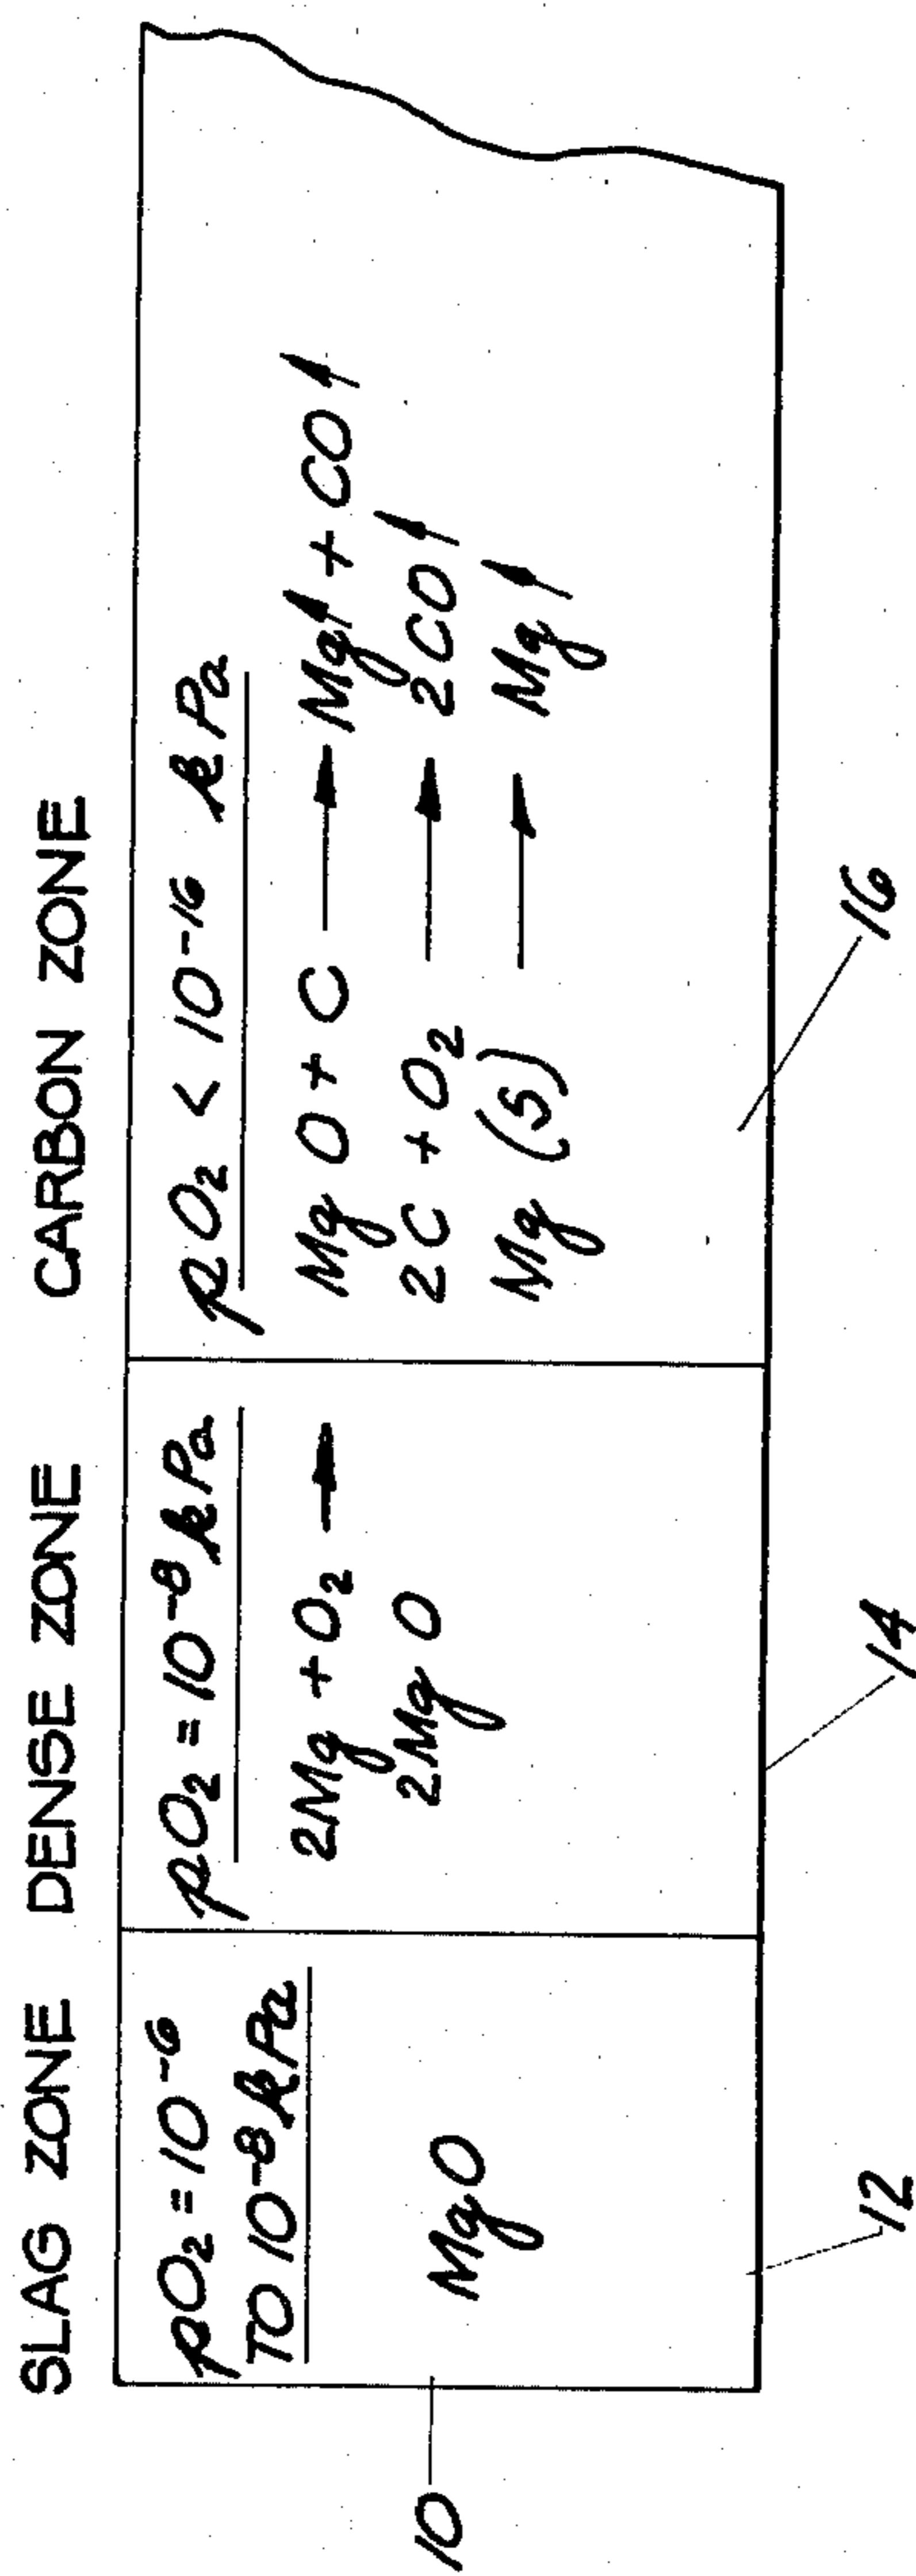 SLAG ZONE DENSE ZONE CARBON ZONE
pO₂ = 10⁻⁶
TO 10⁻⁸ kPa
MgO
pO₂ = 10⁻⁸ kPa
2Mg + O₂ →
2MgO
pO₂ < 10⁻¹⁶ kPa
MgO + C → Mg↑ + CO↑
2C + O₂ → 2CO↑
Mg (S) → Mg↑
10
12
14
16